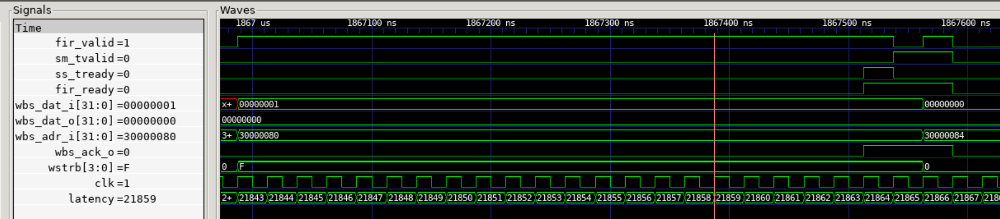 Signals Waves
Time 1867 us 1867100 ns 1867200 ns 1867300 ns 1867400 ns 1867500 ns 1867600 ns
fir_valid=1
sm_tvalid=0
ss_tready=0
fir_ready=0
wbs_dat_i[31:0]=00000001 x+ 00000001 00000000
wbs_dat_o[31:0]=00000000 00000000
wbs_adr_i[31:0]=30000080 3+ 30000080 30000084
wbs_ack_o=0
wstrb[3:0]=F 0 F 0
clk=1
latency=21859 2+ 21843 21844 21845 21846 21847 21848 21849 21850 21851 21852 21853 21854 21855 21856 21857 21858 21859 21860 21861 21862 21863 21864 21865 21866 21867 218